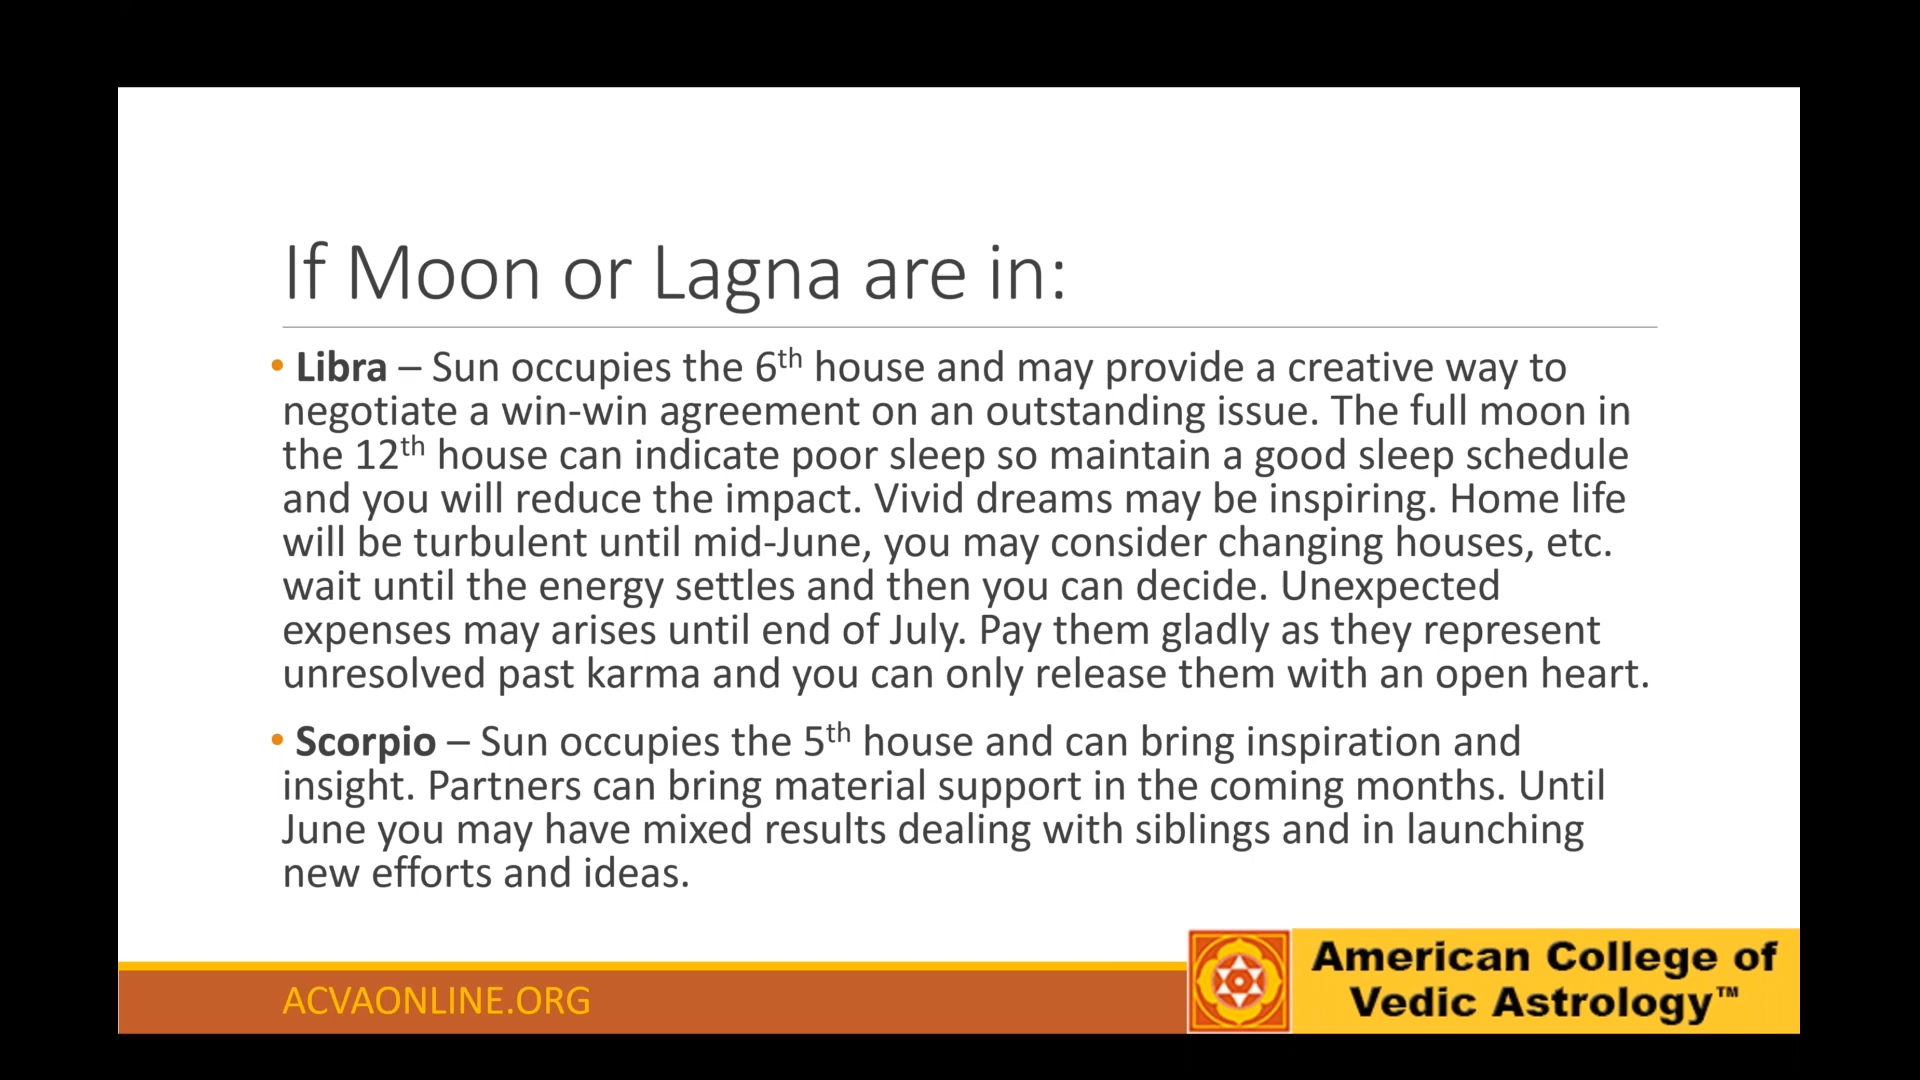 If Moon or Lagna are in:
• Libra – Sun occupies the 6th house and may provide a creative way to
negotiate a win-win agreement on an outstanding issue. The full moon in
the 12th house can indicate poor sleep so maintain a good sleep schedule
and you will reduce the impact. Vivid dreams may be inspiring. Home life
will be turbulent until mid-June, you may consider changing houses, etc.
wait until the energy settles and then you can decide. Unexpected
expenses may arises until end of July. Pay them gladly as they represent
unresolved past karma and you can only release them with an open heart.
• Scorpio – Sun occupies the 5th house and can bring inspiration and
insight. Partners can bring material support in the coming months. Until
June you may have mixed results dealing with siblings and in launching
new efforts and ideas.
ACVAONLINE.ORG
American College of
Vedic Astrology™